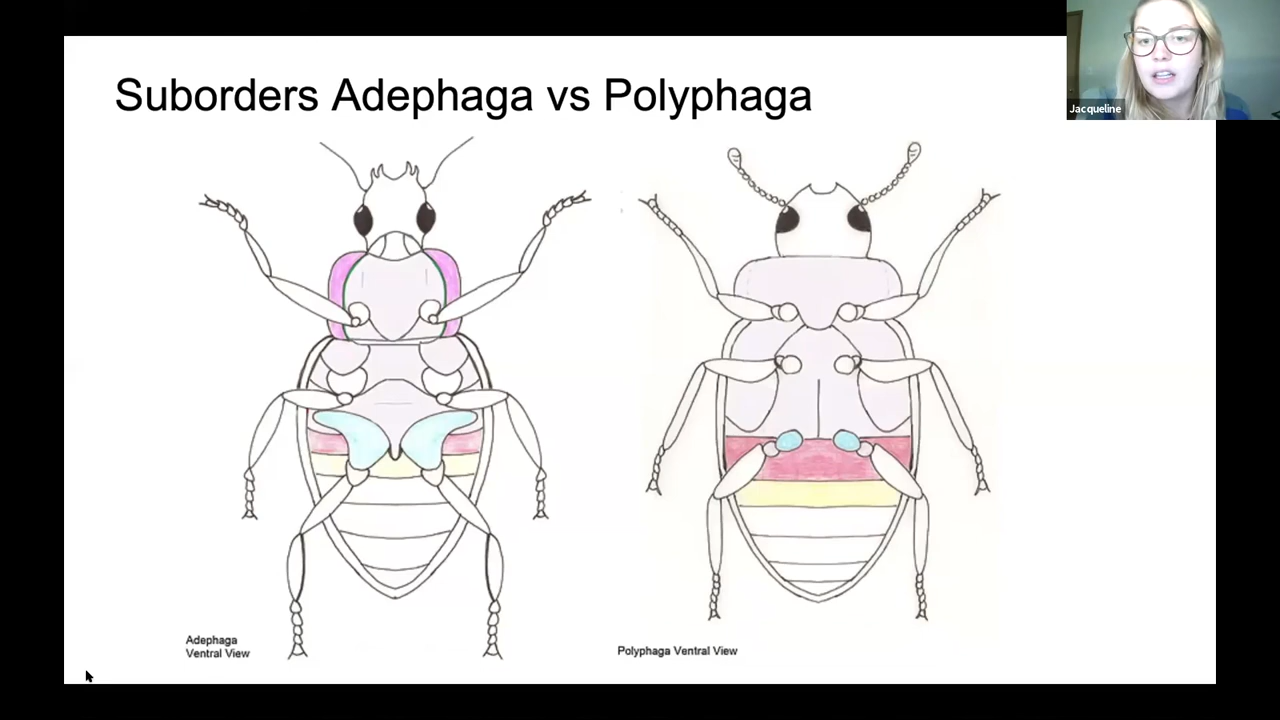 Suborders Adephaga vs Polyphaga
Jacqueline
Adephaga
Ventral View
Polyphaga Ventral View